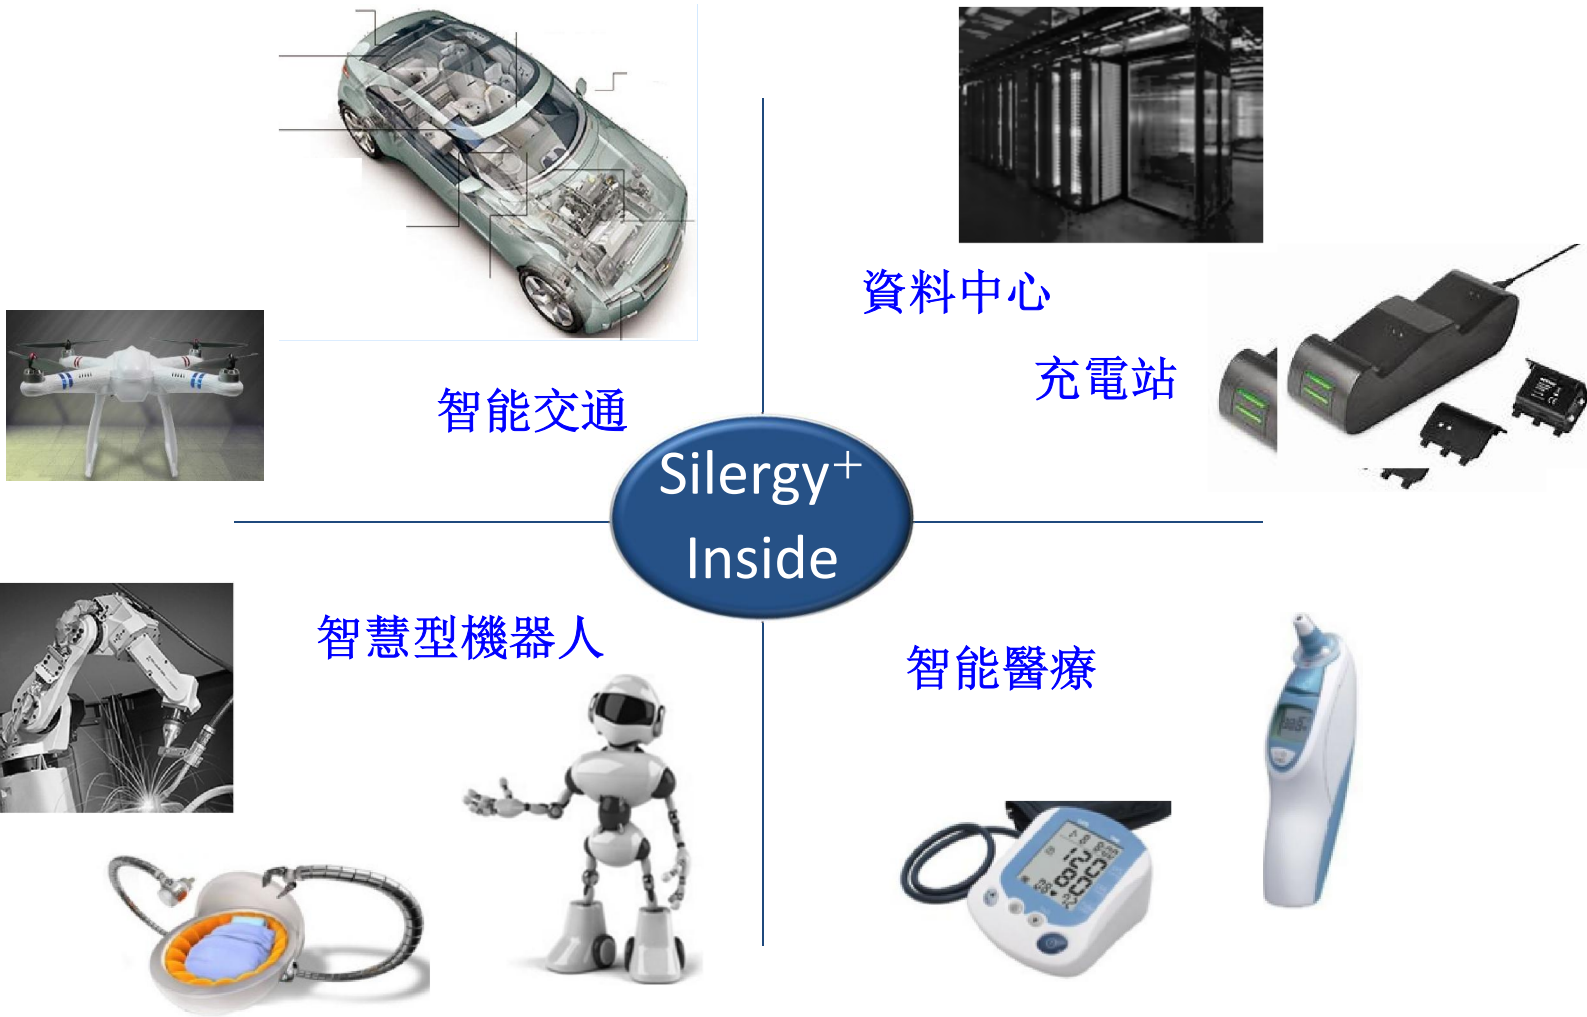 資料中心
充電站
智能交通
Silergy⁺
Inside
智慧型機器人
智能醫療